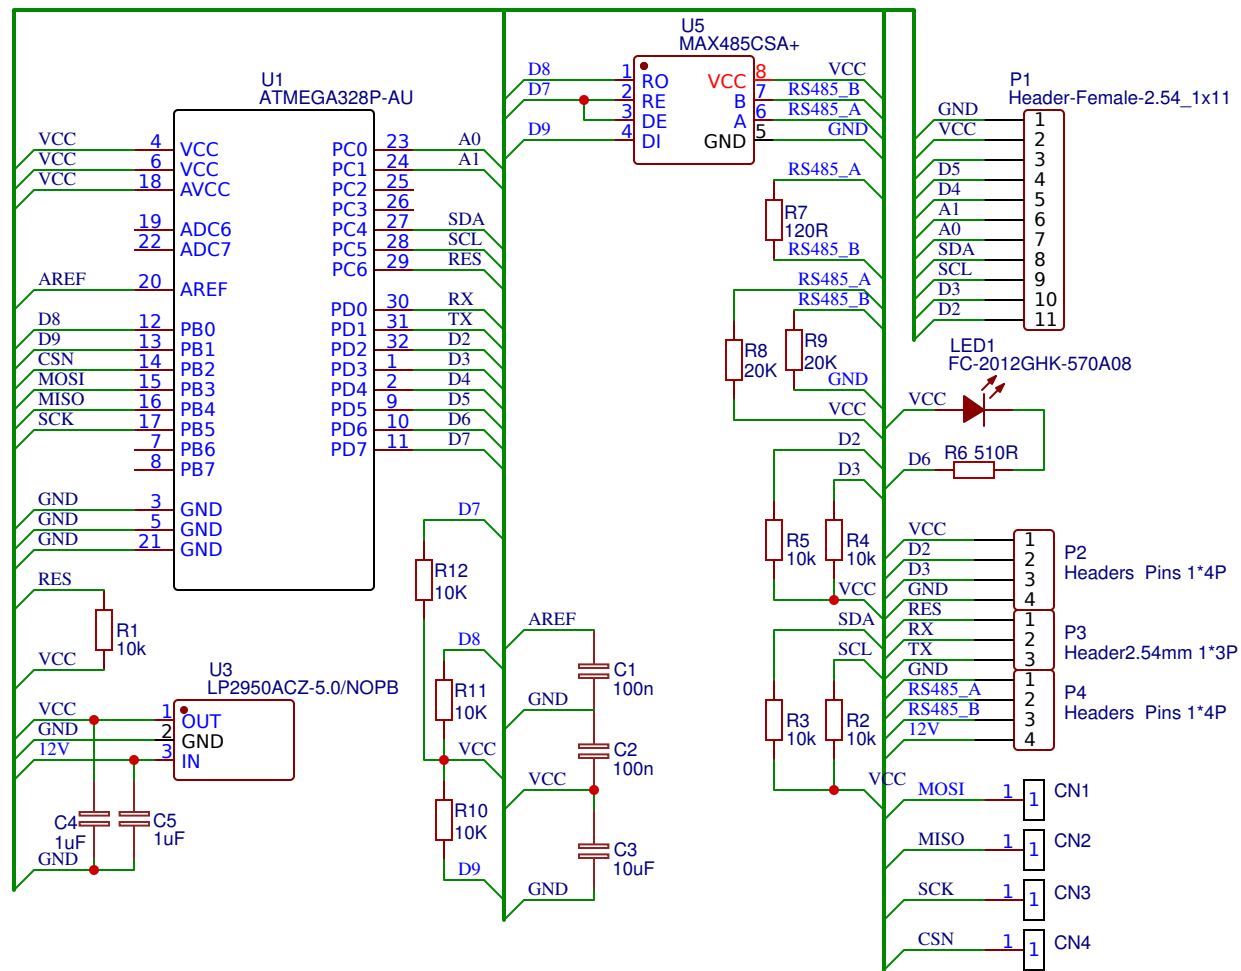 U1
ATMEGA328P-AU
VCC 4 VCC
VCC 6 VCC
VCC 18 AVCC
19 ADC6
22 ADC7
AREF 20 AREF
D8 12 PB0
D9 13 PB1
CSN 14 PB2
MOSI 15 PB3
MISO 16 PB4
SCK 17 PB5
7 PB6
8 PB7
GND 3 GND
GND 5 GND
GND 21 GND
PC0 23 A0
PC1 24 A1
PC2 25
PC3 26
PC4 27 SDA
PC5 28 SCL
PC6 29 RES
PD0 30 RX
PD1 31 TX
PD2 32 D2
PD3 1 D3
PD4 2 D4
PD5 9 D5
PD6 10 D6
PD7 11 D7
RES
R1
10k
VCC
U3
LP2950ACZ-5.0/NOPB
VCC 1 OUT
GND 2 GND
12V 3 IN
C4
1uF
C5
1uF
GND
D7
R12
10K
D8
R11
10K
VCC
R10
10K
D9
U5
MAX485CSA+
D8 1 RO
D7 2 RE
3 DE
D9 4 DI
VCC 8 VCC
B 7 RS485_B
A 6 RS485_A
GND 5 GND
RS485_A
R7
120R
RS485_B
RS485_A
RS485_B
R8
20K
R9
20K
GND
VCC
D2
D3
R5
10k
R4
10k
VCC
SDA
SCL
R3
10k
R2
10k
VCC
AREF
C1
100n
GND
C2
100n
VCC
C3
10uF
GND
P1
Header-Female-2.54_1x11
GND 1
VCC 2
3
D5 4
D4 5
A1 6
A0 7
SDA 8
SCL 9
D3 10
D2 11
LED1
FC-2012GHK-570A08
VCC
R6 510R
D6
VCC 1
D2 2
D3 3
GND 4
P2
Headers Pins 1*4P
RES 1
RX 2
TX 3
P3
Header2.54mm 1*3P
GND 1
RS485_A 2
RS485_B 3
12V 4
P4
Headers Pins 1*4P
MOSI 1 1 CN1
MISO 1 1 CN2
SCK 1 1 CN3
CSN 1 1 CN4